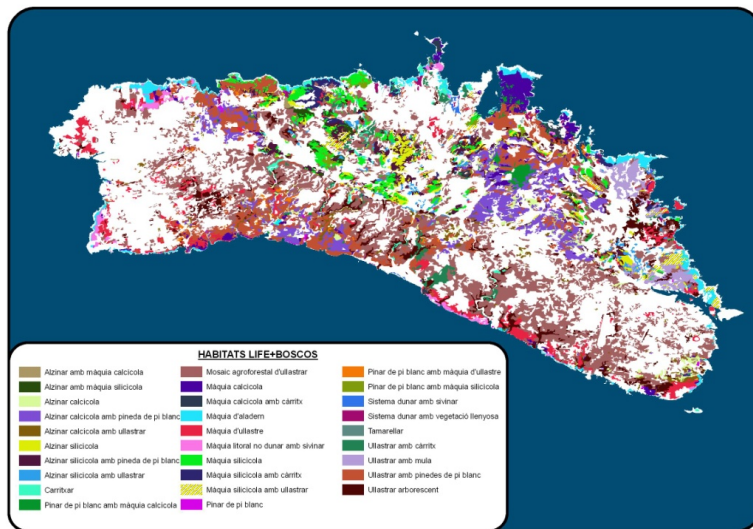 HABITATS LIFE+BOSCOS
Alzinar amb màquia calcícola
Alzinar amb màquia silicícola
Alzinar calcícola
Alzinar calcícola amb pineda de pi blanc
Alzinar calcícola amb ullastrar
Alzinar silicícola
Alzinar silicícola amb pineda de pi blanc
Alzinar silicícola amb ullastrar
Carritxar
Pinar de pi blanc amb màquia calcícola
Mosaic agroforestal d'ullastrar
Màquia calcícola
Màquia calcícola amb càrritx
Màquia d'aladern
Màquia d'ullastre
Màquia litoral no dunar amb sivinar
Màquia silicícola
Màquia silicícola amb càrritx
Màquia silicícola amb ullastrar
Pinar de pi blanc
Pinar de pi blanc amb màquia d'ullastre
Pinar de pi blanc amb màquia silicícola
Sistema dunar amb sivinar
Sistema dunar amb vegetació llenyosa
Tamarellar
Ullastrar amb càrritx
Ullastrar amb mula
Ullastrar amb pinedes de pi blanc
Ullastrar arborescent